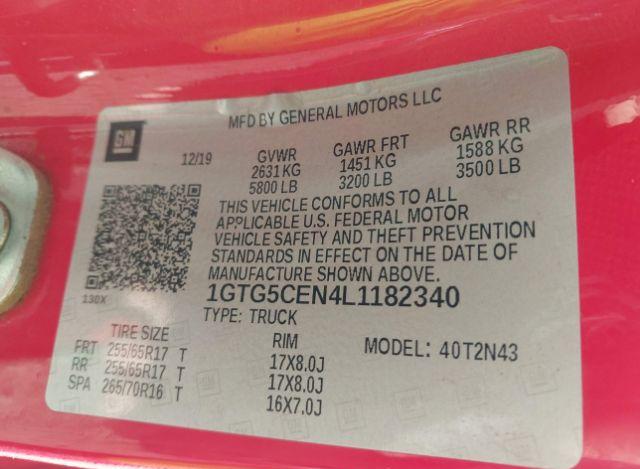 GM
MFD BY GENERAL MOTORS LLC
12/19
GVWR GAWR FRT GAWR RR
2631 KG 1451 KG 1588 KG
5800 LB 3200 LB 3500 LB
THIS VEHICLE CONFORMS TO ALL
APPLICABLE U.S. FEDERAL MOTOR
VEHICLE SAFETY AND THEFT PREVENTION
STANDARDS IN EFFECT ON THE DATE OF
MANUFACTURE SHOWN ABOVE.
130X
1GTG5CEN4L1182340
TYPE: TRUCK
TIRE SIZE RIM MODEL: 40T2N43
FRT 255/65R17 T 17X8.0J
RR 255/65R17 T 17X8.0J
SPA 265/70R16 T 16X7.0J